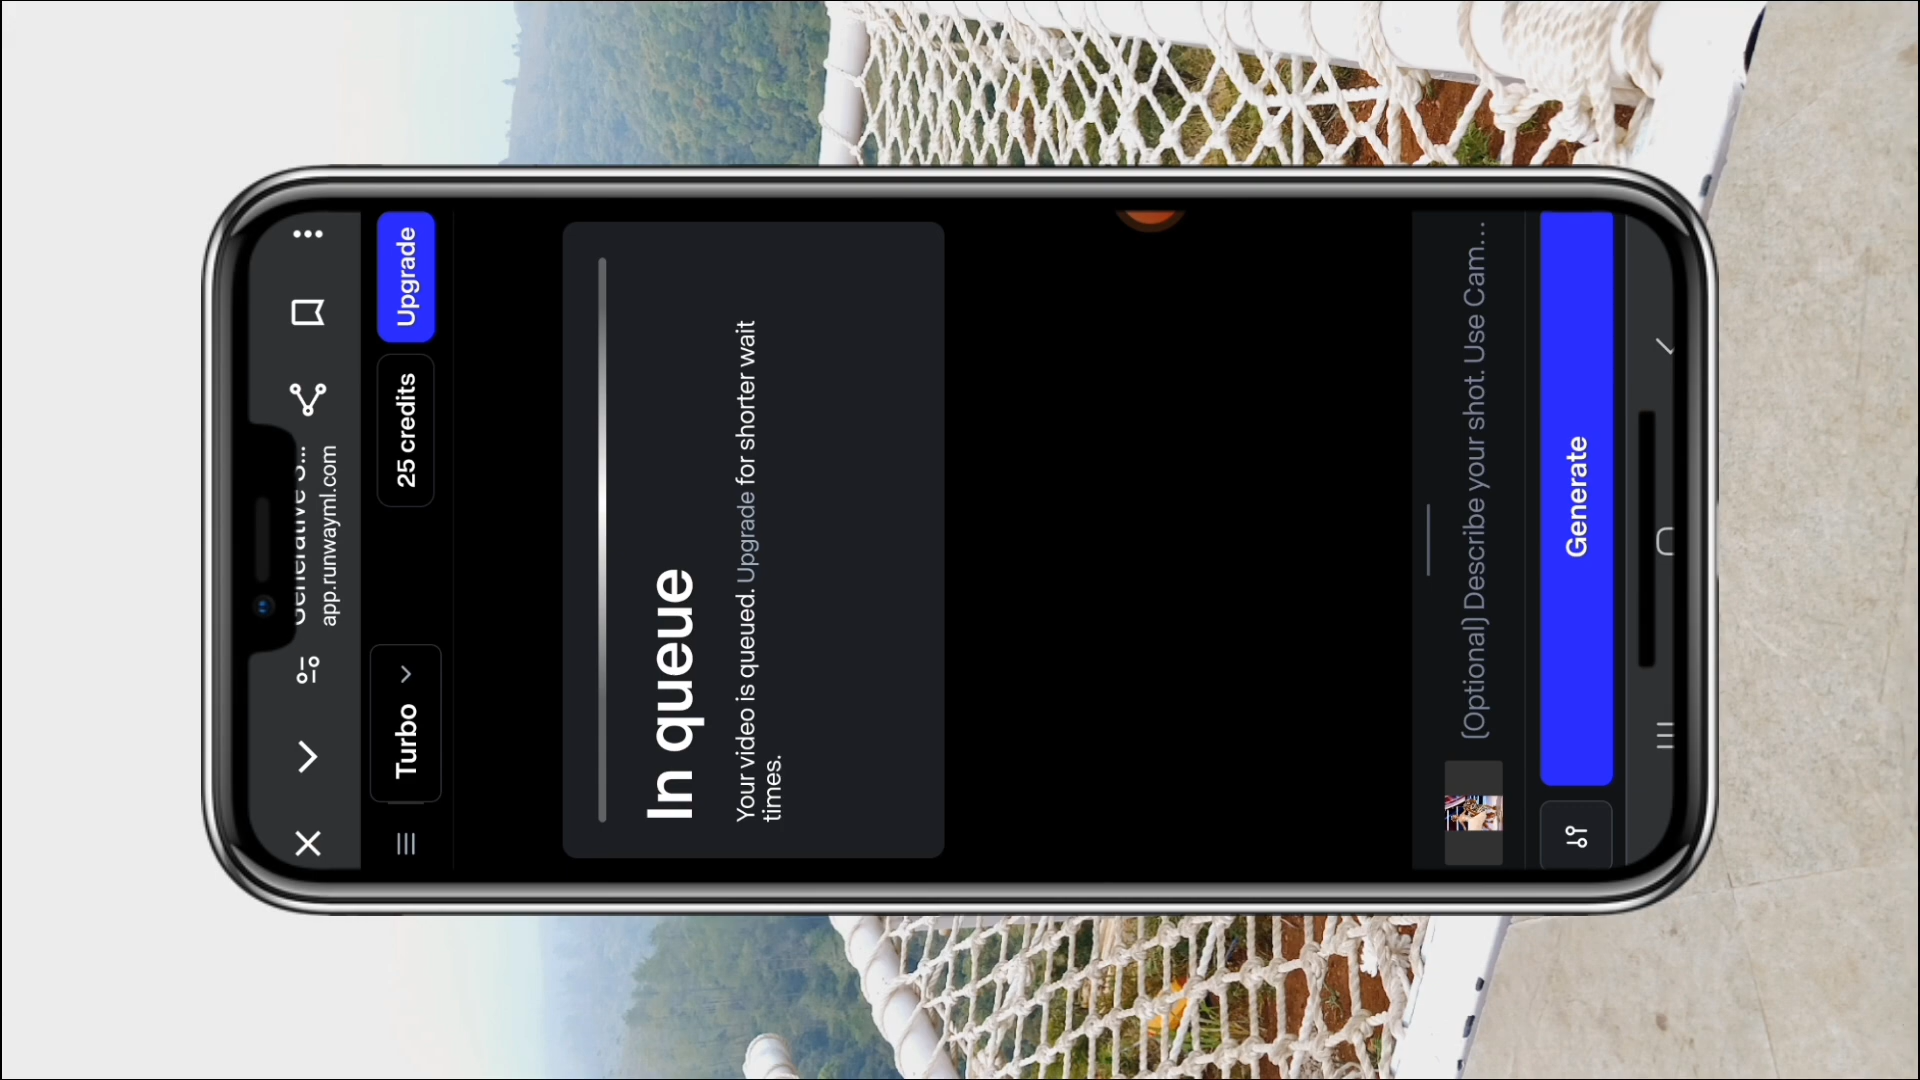 Generative S...
app.runwayml.com
Turbo
25 credits
Upgrade
In queue
Your video is queued. Upgrade for shorter wait
times.
(Optional) Describe your shot. Use Cam...
Generate